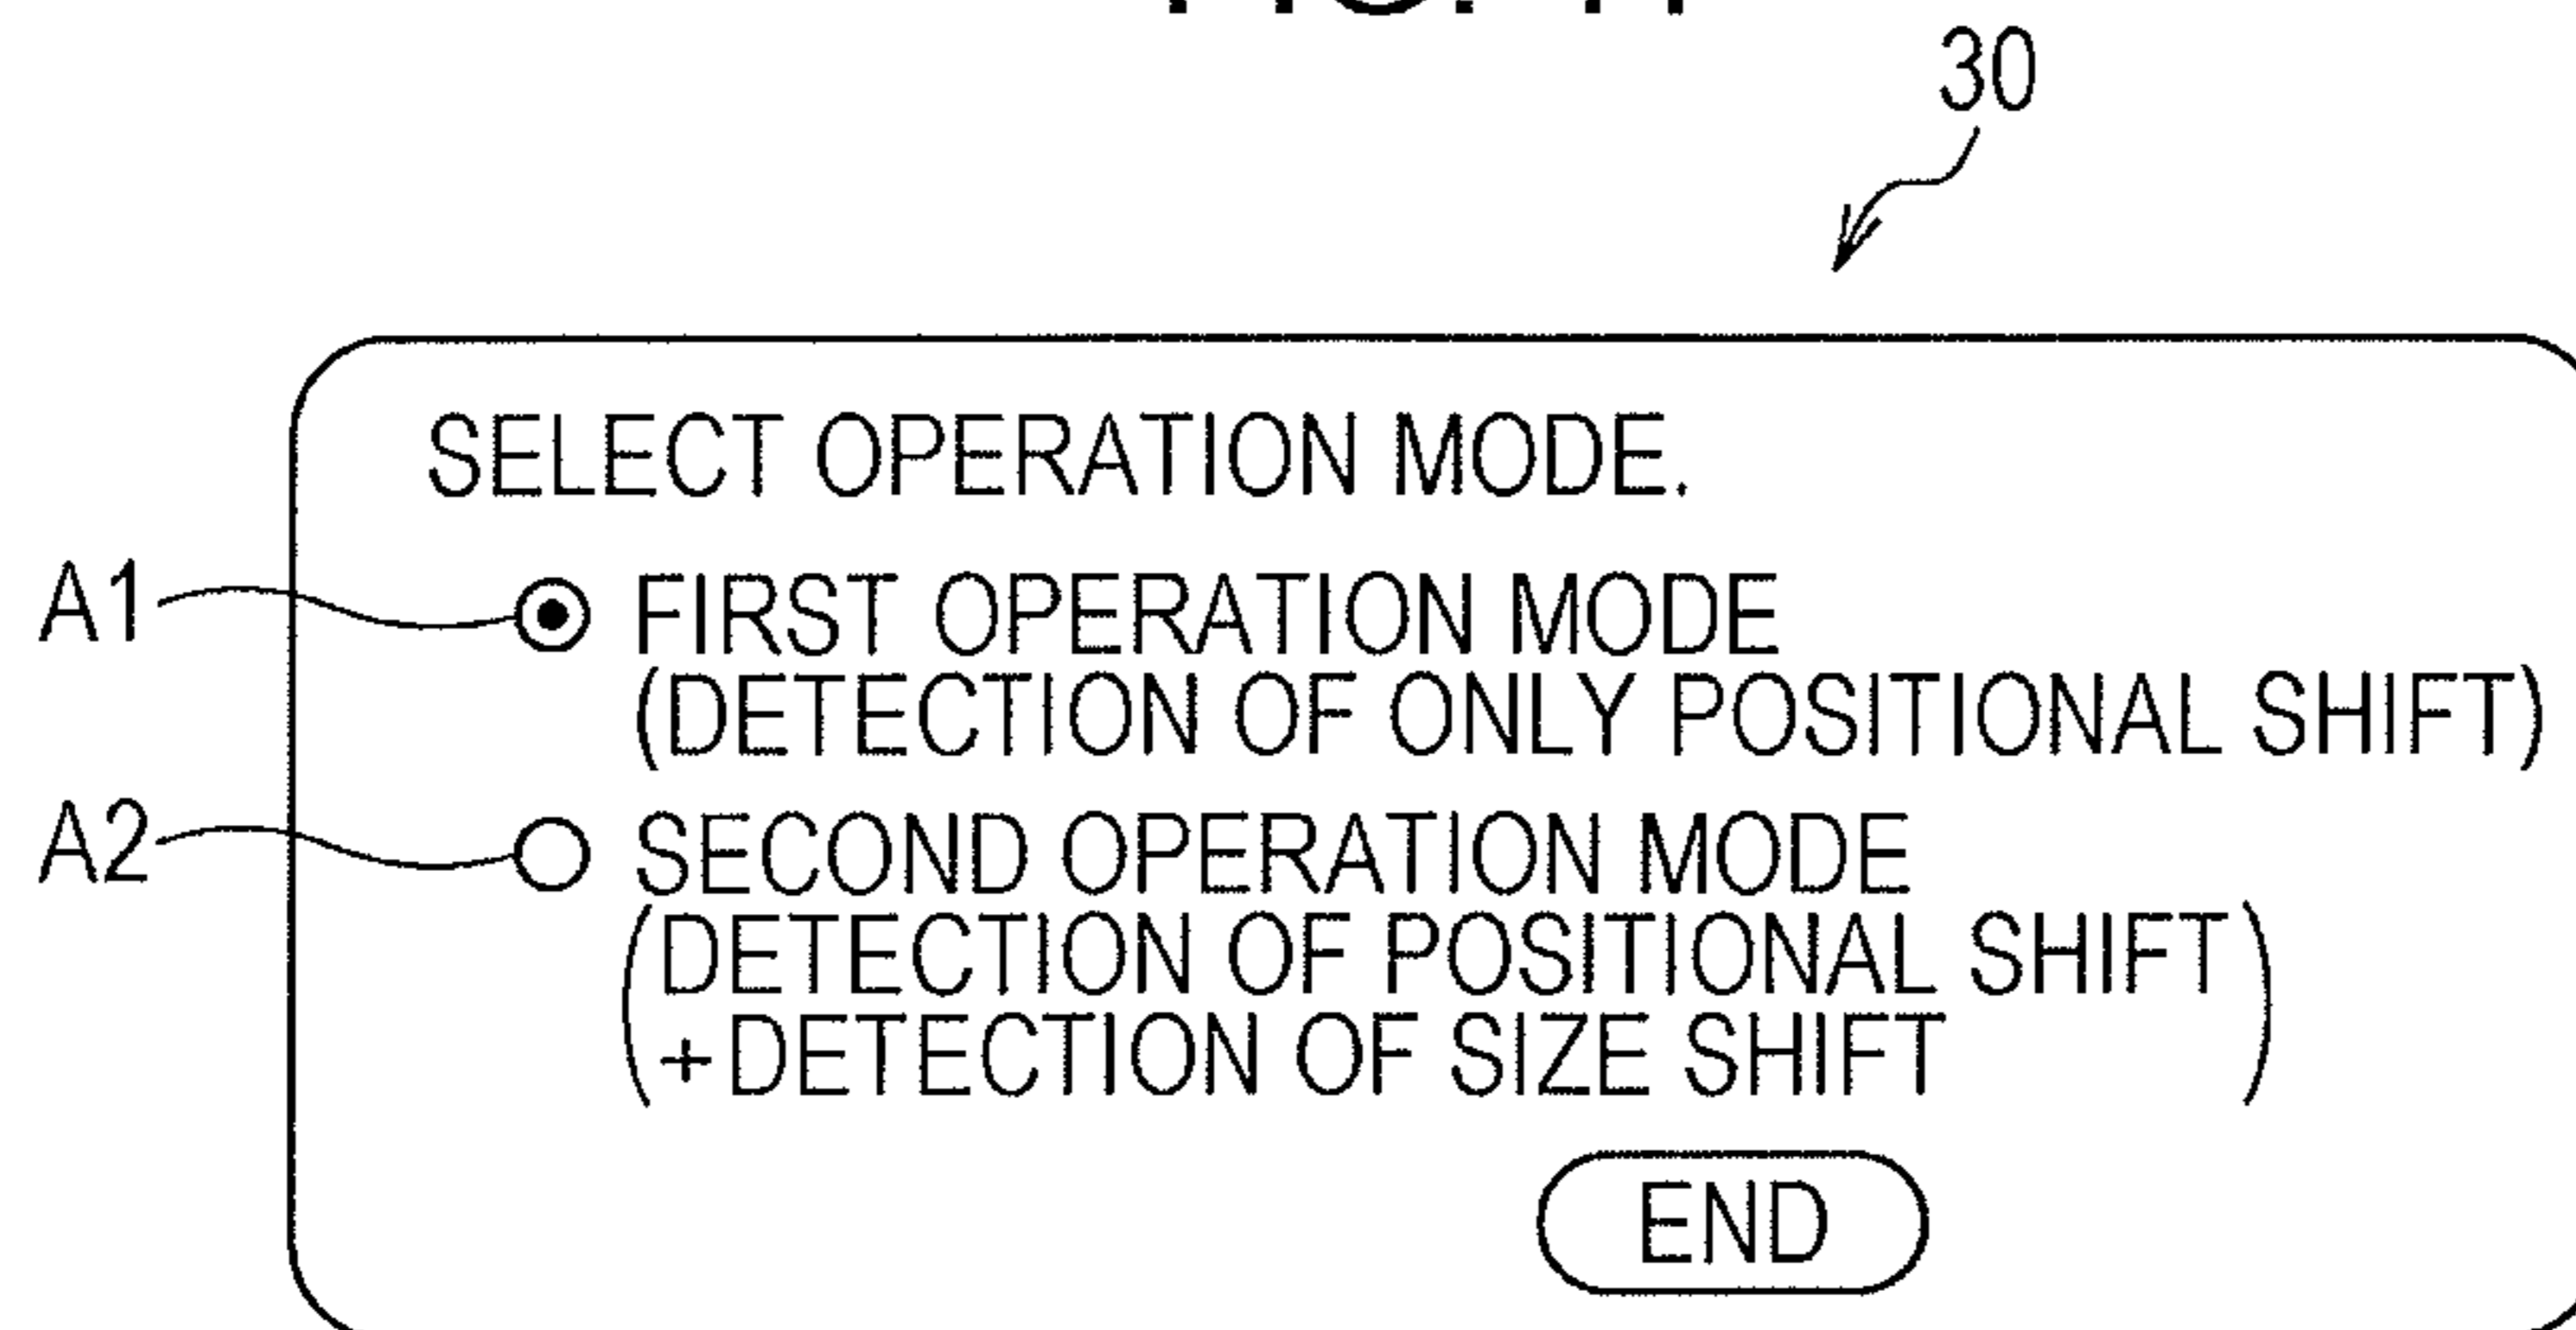 30
SELECT OPERATION MODE.
A1 FIRST OPERATION MODE
(DETECTION OF ONLY POSITIONAL SHIFT)
A2 SECOND OPERATION MODE
(DETECTION OF POSITIONAL SHIFT
+DETECTION OF SIZE SHIFT)
END